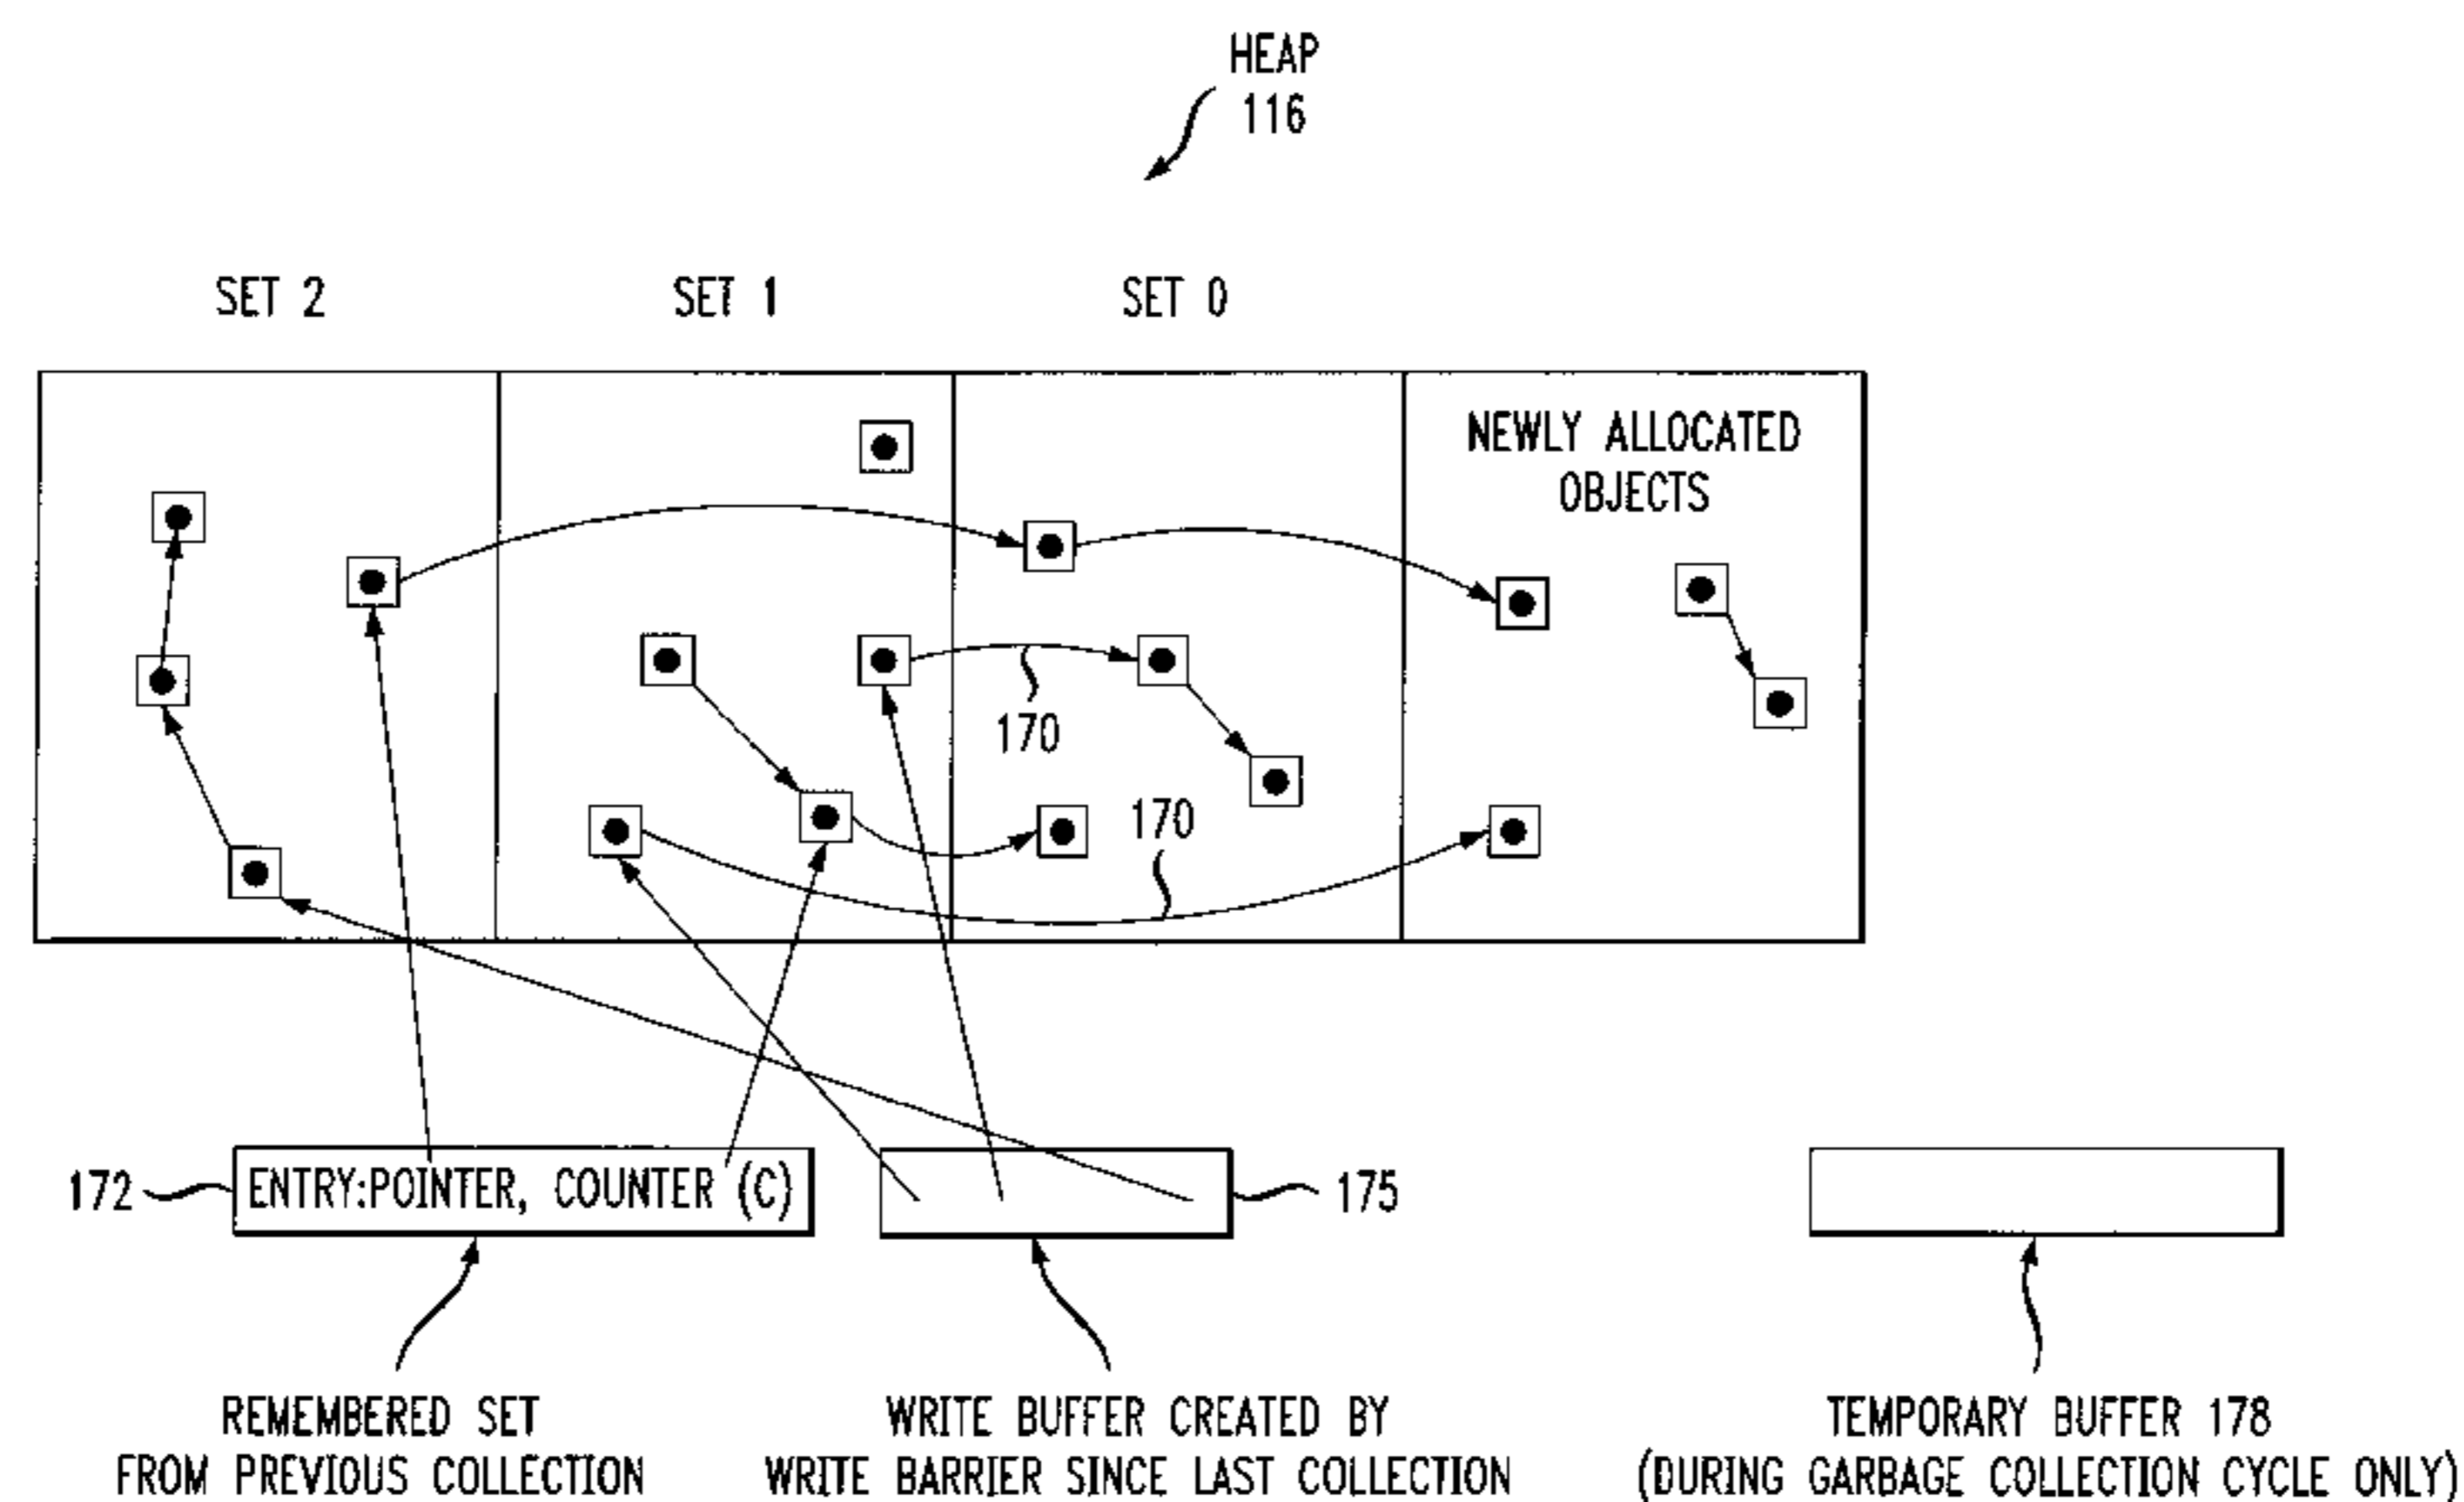 HEAP
116
SET 2
SET 1
SET 0
NEWLY ALLOCATED
OBJECTS
170
170
172
ENTRY:POINTER, COUNTER (C)
175
REMEMBERED SET
FROM PREVIOUS COLLECTION
WRITE BUFFER CREATED BY
WRITE BARRIER SINCE LAST COLLECTION
TEMPORARY BUFFER 178
(DURING GARBAGE COLLECTION CYCLE ONLY)